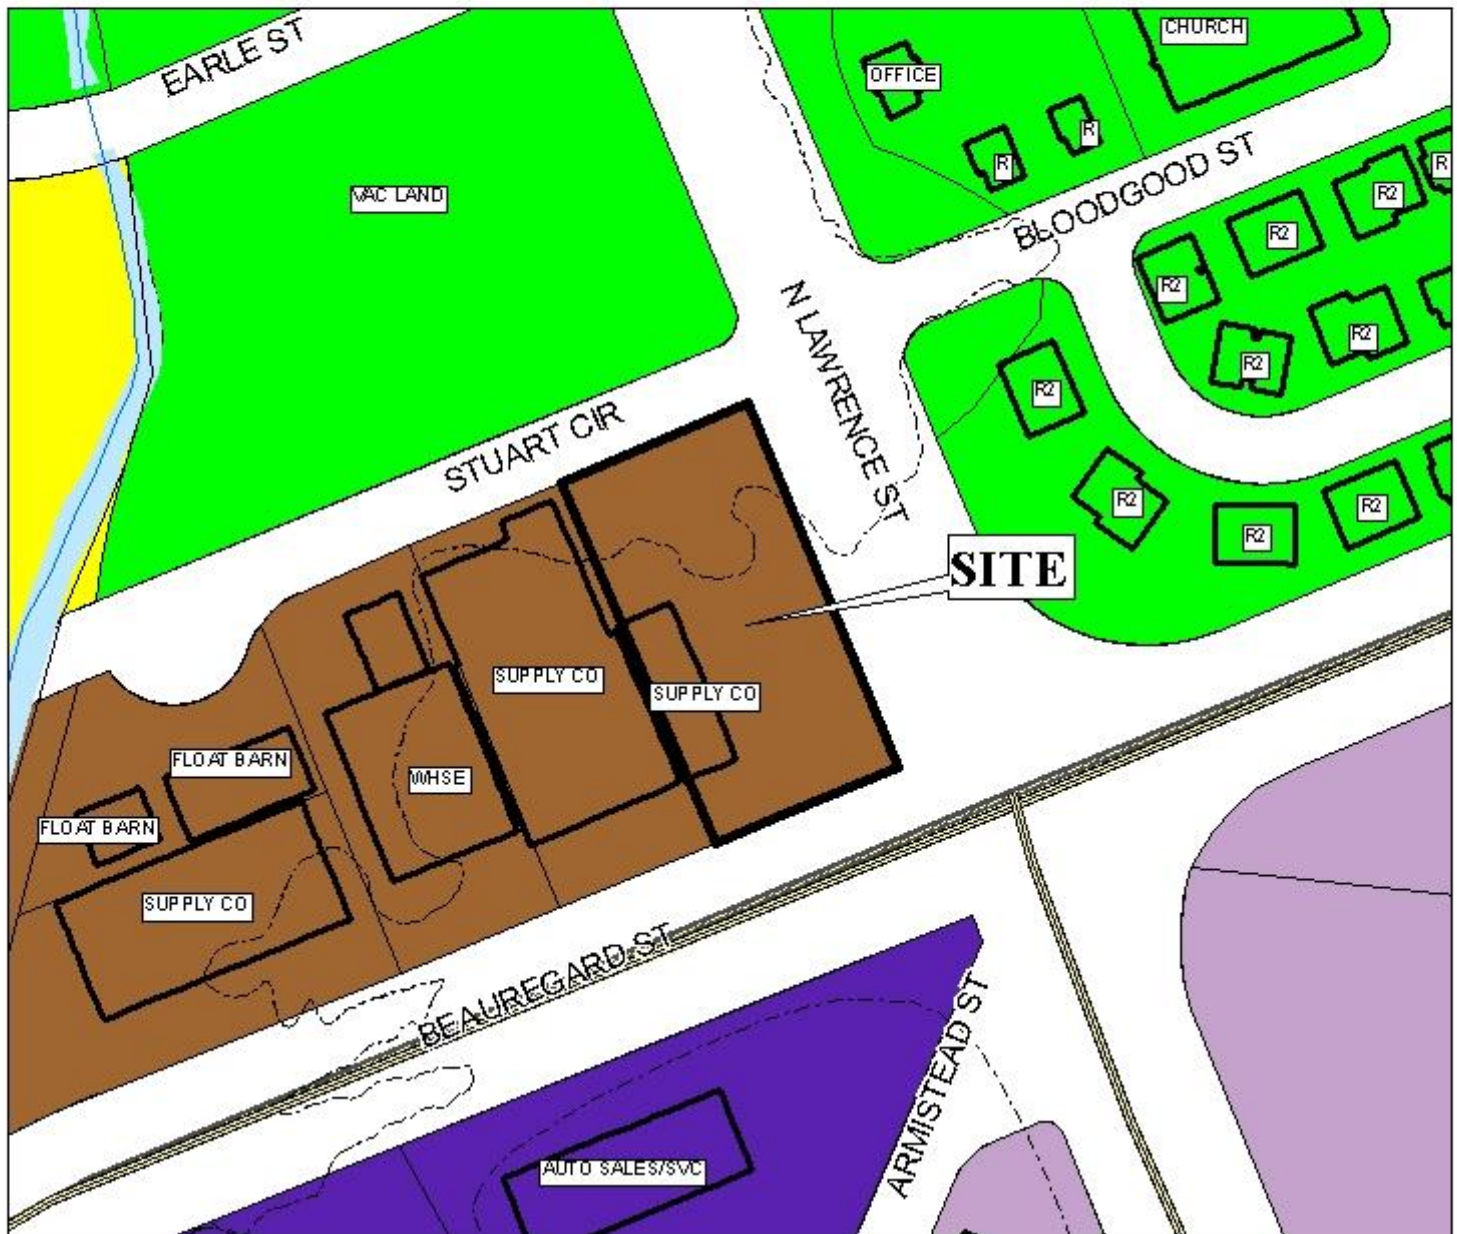 CHURCH
EARLE ST
OFFICE
R
R
BLOODGOOD ST
R
VAC LAND
R2
R2
R2
N LAWRENCE ST
R2
R2
R2
STUART CIR
R2
R2
R2
SITE
SUPPLY CO
SUPPLY CO
FLOAT BARN
WHSE
FLOAT BARN
SUPPLY CO
BEAUREGARD ST
ARMISTEAD ST
AUTO SALES/SVC